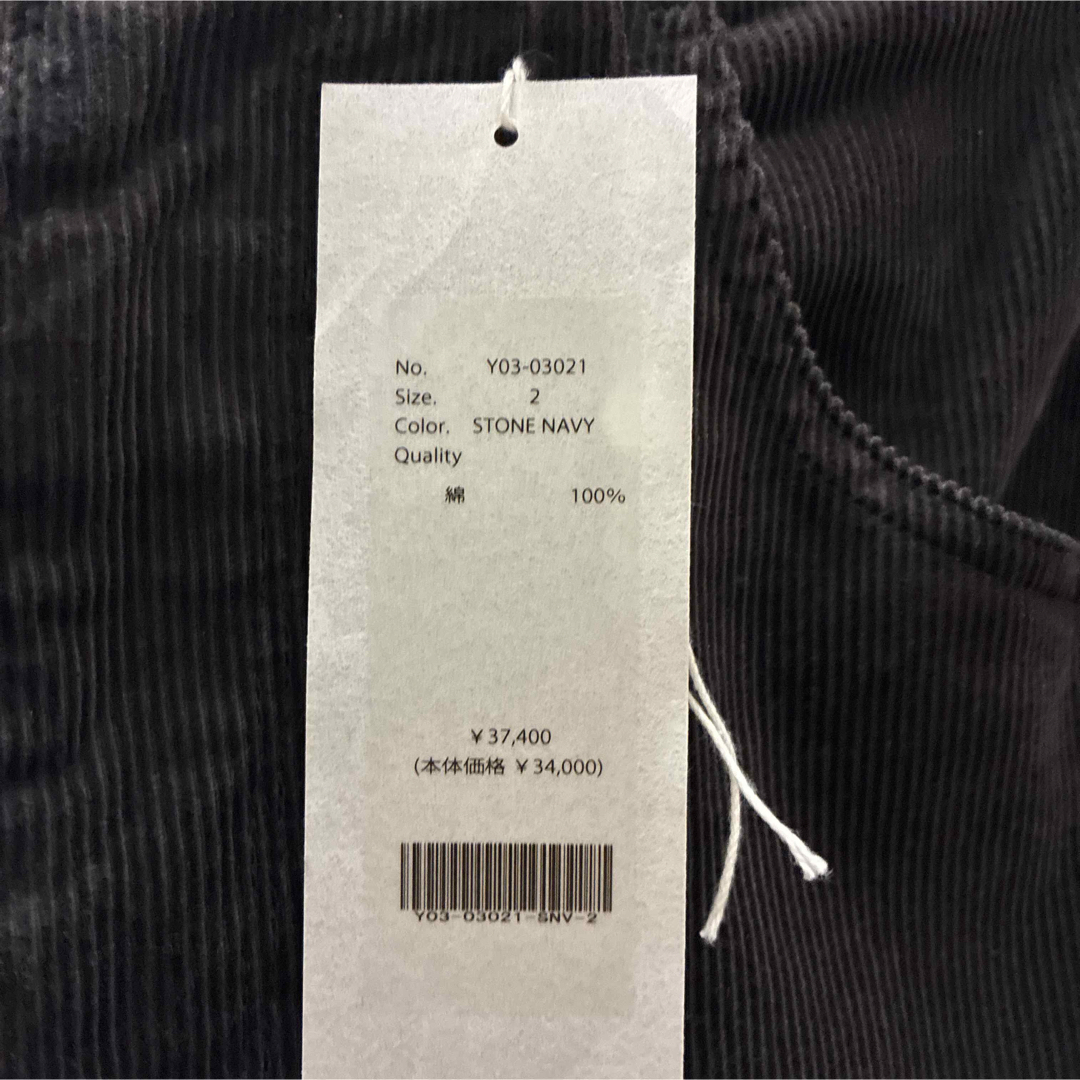 No. Y03-03021
Size. 2
Color. STONE NAVY
Quality
綿 100%
￥37,400
(本体価格 ￥34,000)
Y03-03021-SNV-2